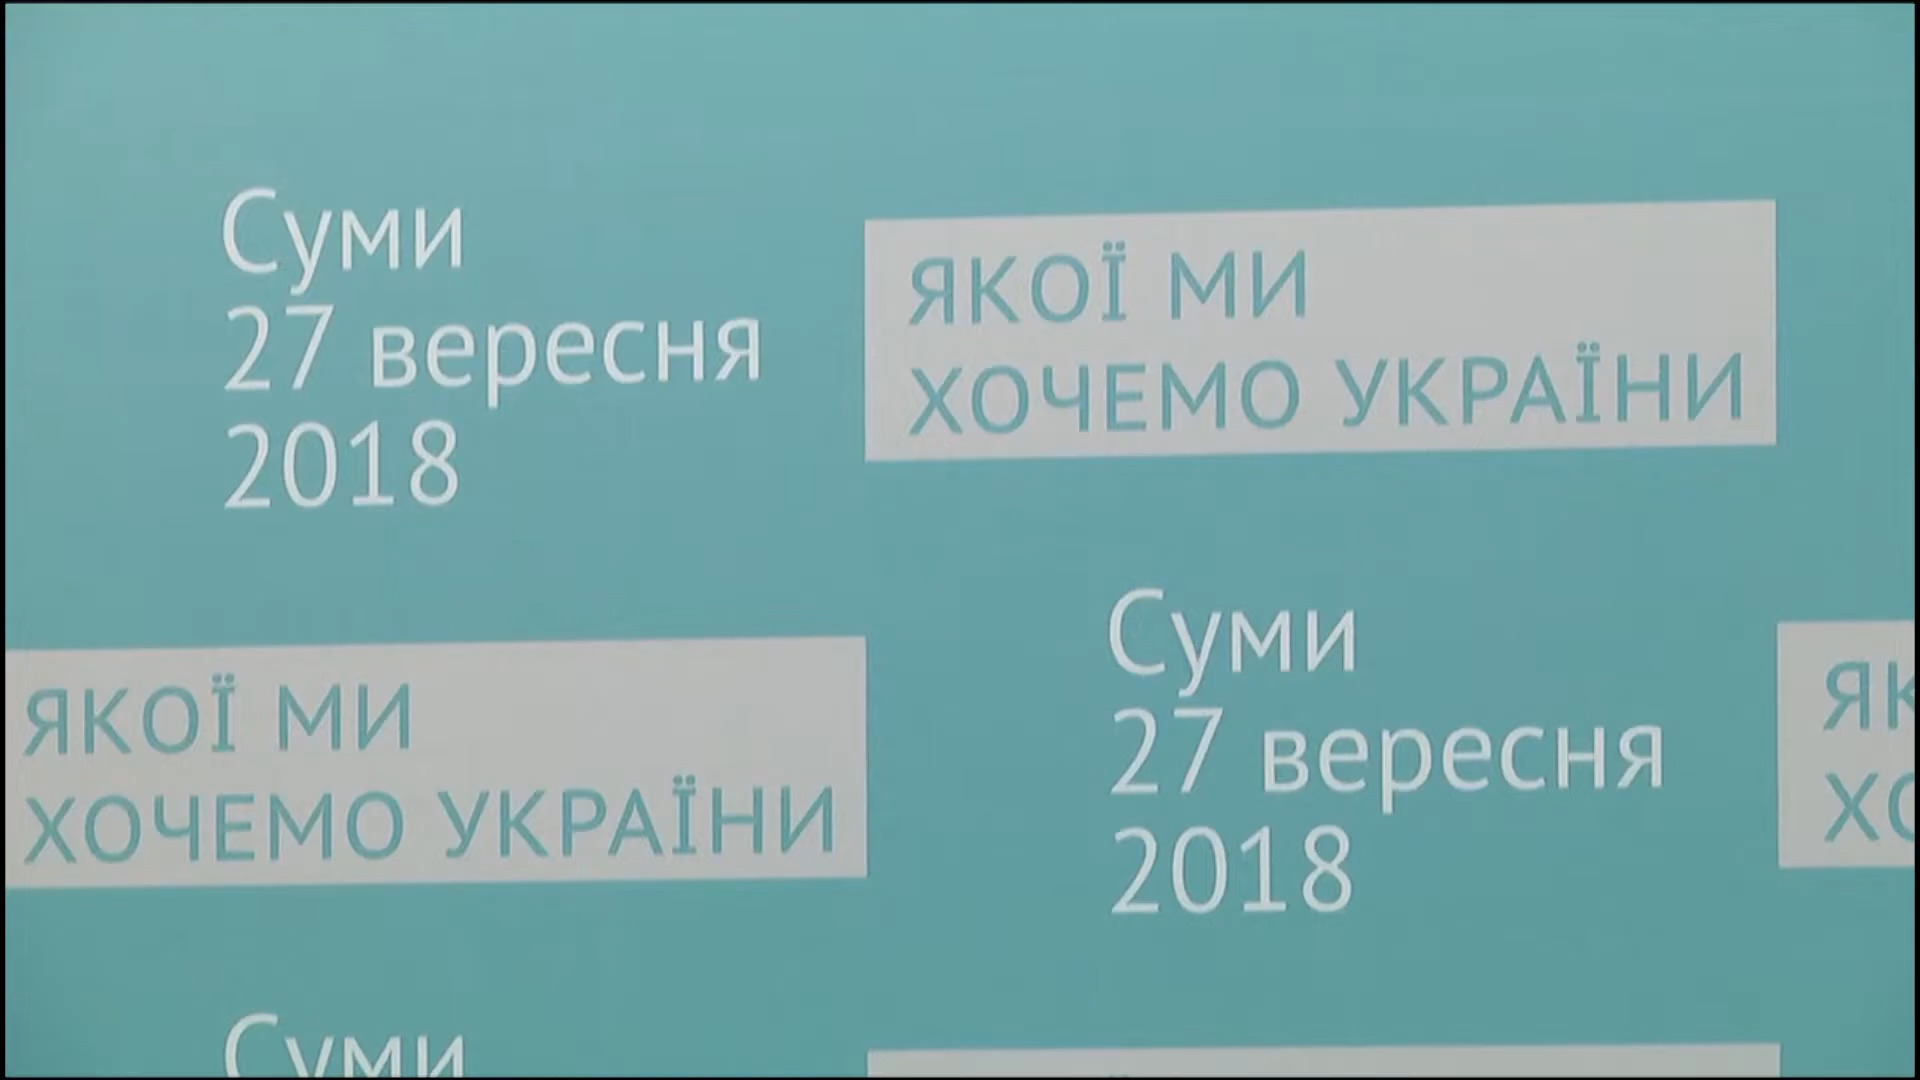 Суми
27 вересня
2018
ЯКОЇ МИ
ХОЧЕМО УКРАЇНИ
ЯКОЇ МИ
ХОЧЕМО УКРАЇНИ
Суми
27 вересня
2018
Суми